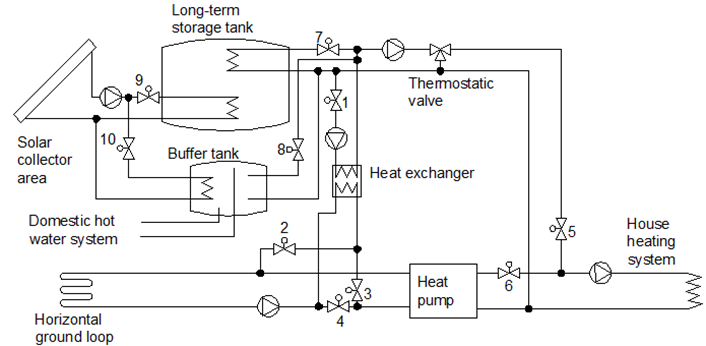 Long-term
storage tank
7
9
1
Thermostatic
valve
Solar
collector
area
10
Buffer tank
8
Heat exchanger
Domestic hot
water system
2
5
House
heating
system
Heat
pump
6
3
4
Horizontal
ground loop